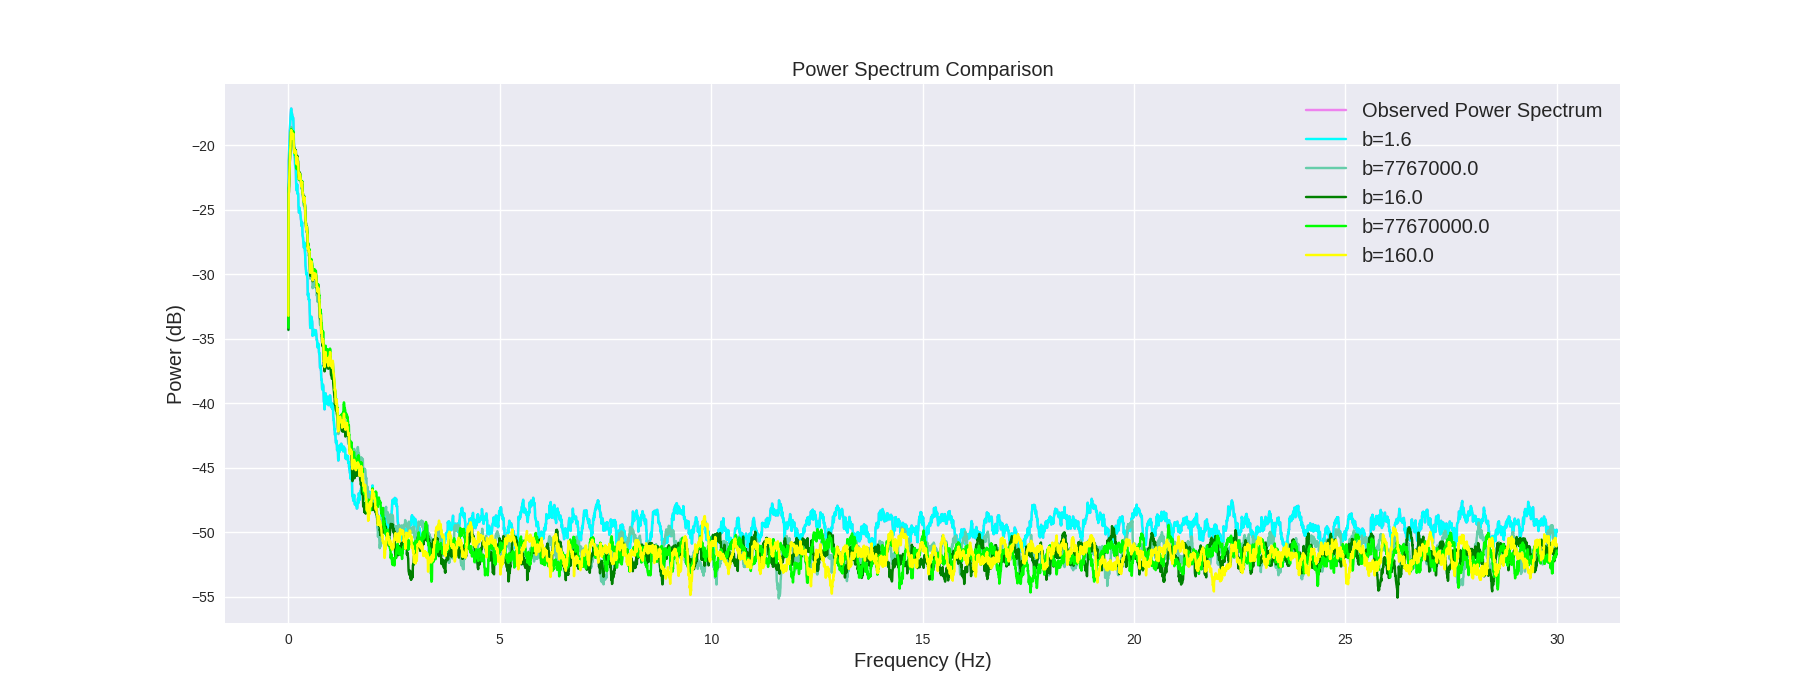 Power Spectrum Comparison
Observed Power Spectrum
b=1.6
b=7767000.0
b=16.0
b=77670000.0
b=160.0
Power (dB)
−20
−25
−30
−35
−40
−45
−50
−55
0 5 10 15 20 25 30
Frequency (Hz)